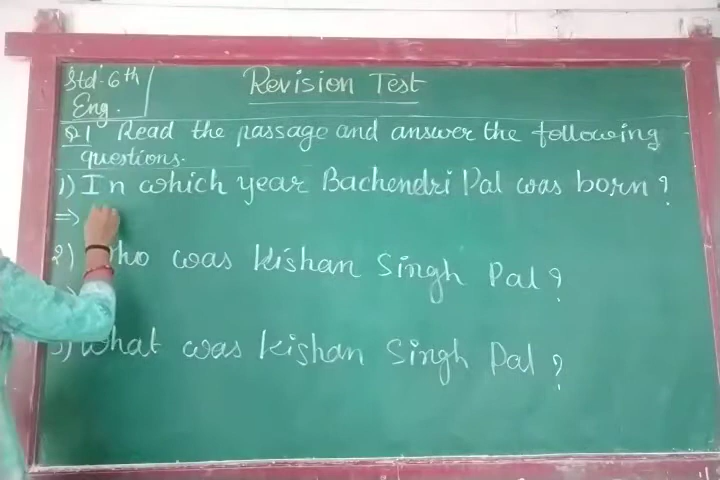 Std-6th
Eng.
Revision Test
Q1 Read the passage and answer the following
questions.
1) In which year Bachendri Pal was born?
⇒
2) Who was Kishan Singh Pal?
3) What was Kishan Singh Pal?